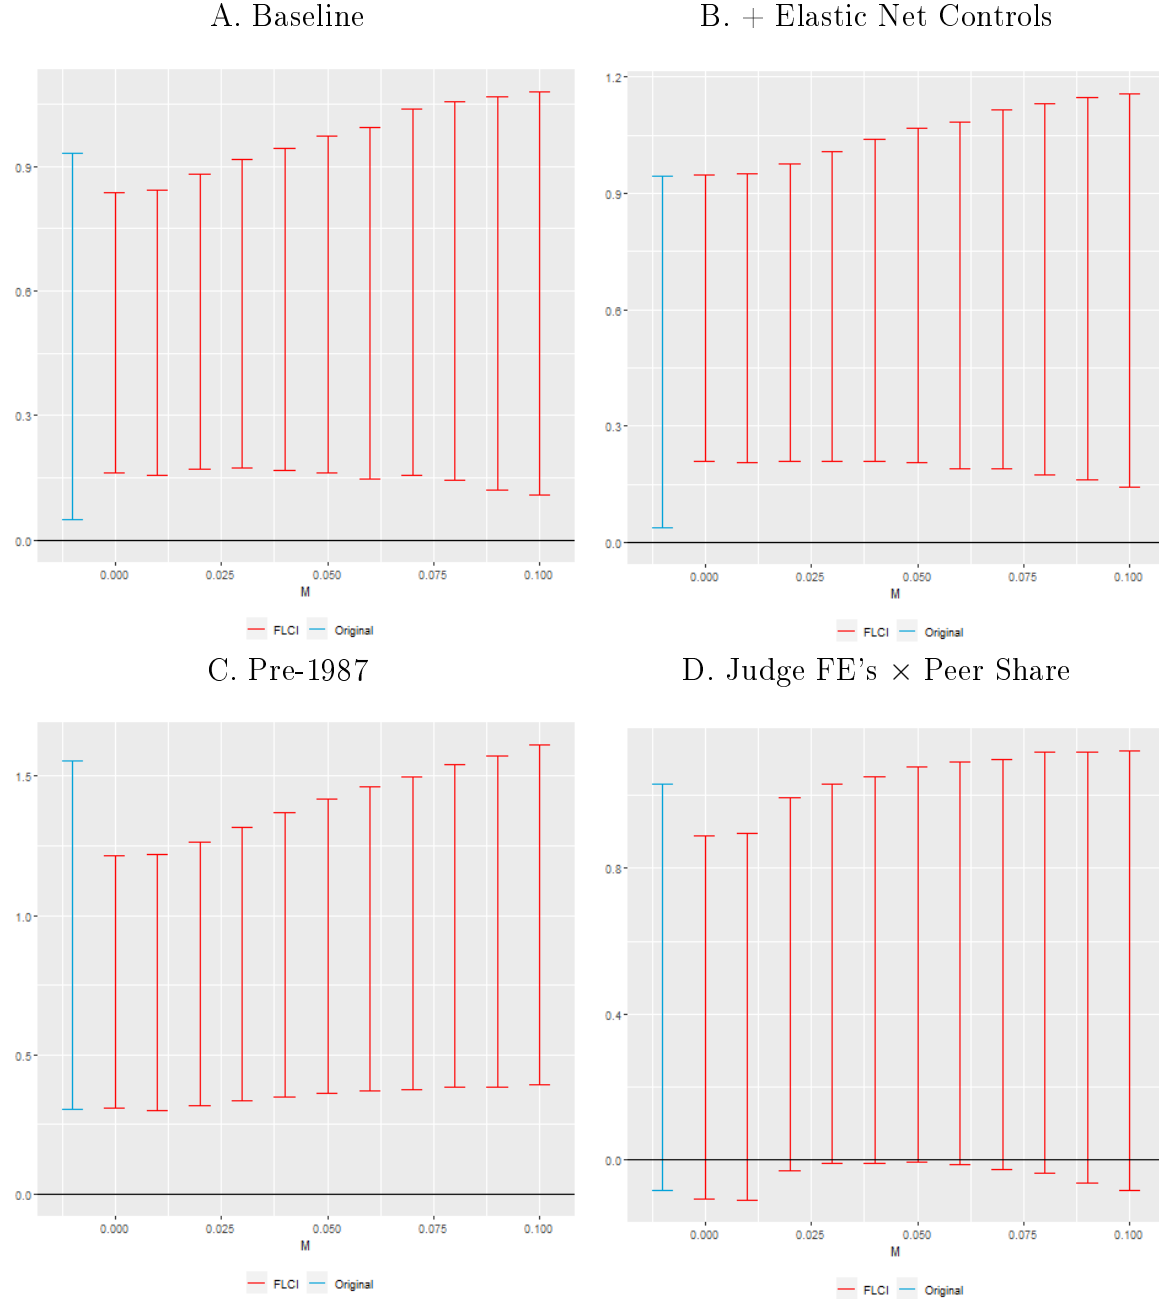 A. Baseline
B. + Elastic Net Controls
0.9
0.6
0.3
0.0
0.000 0.025 0.050 0.075 0.100
M
FLCI Original
1.2
0.9
0.6
0.3
0.0
0.000 0.025 0.050 0.075 0.100
M
FLCI Original
C. Pre-1987
D. Judge FE's × Peer Share
1.5
1.0
0.5
0.0
0.000 0.025 0.050 0.075 0.100
M
FLCI Original
0.8
0.4
0.0
0.000 0.025 0.050 0.075 0.100
M
FLCI Original